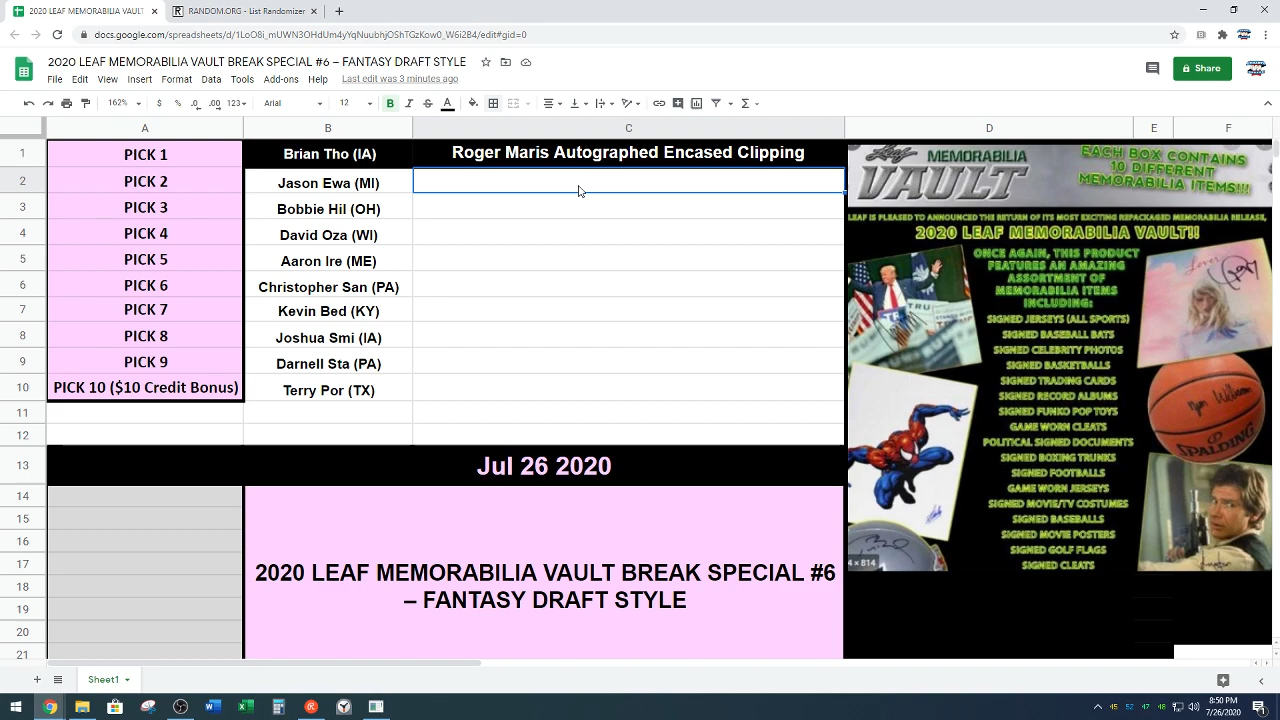 2020 LEAF MEMORABILIA VAULT
RANDOM.ORG - List Randomizer
docs.google.com/spreadsheets/d/1LoO8i_mUWN3OHdUm4yYqNuubhjOShTGzKow0_W6i2B4/edit#gid=0
2020 LEAF MEMORABILIA VAULT BREAK SPECIAL #6 – FANTASY DRAFT STYLE
File Edit View Insert Format Data Tools Add-ons Help Last edit was 3 minutes ago
Share
162% $ % .0 .00 123 Arial 12 B I S A
A B C D E F
1 PICK 1 Brian Tho (IA) Roger Maris Autographed Encased Clipping
2 PICK 2 Jason Ewa (MI)
3 PICK 3 Bobbie Hil (OH)
4 PICK 4 David Oza (WI)
5 PICK 5 Aaron Ire (ME)
6 PICK 6 Christopher San (PA)
7 PICK 7 Kevin Bed (KY)
8 PICK 8 Joshua Smi (IA)
9 PICK 9 Darnell Sta (PA)
10 PICK 10 ($10 Credit Bonus) Terry Por (TX)
11
12
13 Jul 26 2020
14
15
16
17
18
19
20
21
2020 LEAF MEMORABILIA VAULT BREAK SPECIAL #6
– FANTASY DRAFT STYLE
Leaf MEMORABILIA
VAULT
EACH BOX CONTAINS
10 DIFFERENT
MEMORABILIA ITEMS!!!
LEAF IS PLEASED TO ANNOUNCED THE RETURN OF ITS MOST EXCITING REPACKAGED MEMORABILIA RELEASE,
2020 LEAF MEMORABILIA VAULT!!
ONCE AGAIN, THIS PRODUCT
FEATURES AN AMAZING
ASSORTMENT OF
MEMORABILIA ITEMS
INCLUDING:
SIGNED JERSEYS (ALL SPORTS)
SIGNED BASEBALL BATS
SIGNED CELEBRITY PHOTOS
SIGNED BASKETBALLS
SIGNED TRADING CARDS
SIGNED RECORD ALBUMS
SIGNED FUNKO POP TOYS
GAME WORN CLEATS
POLITICAL SIGNED DOCUMENTS
SIGNED BOXING TRUNKS
SIGNED FOOTBALLS
GAME WORN JERSEYS
SIGNED MOVIE/TV COSTUMES
SIGNED BASEBALLS
SIGNED MOVIE POSTERS
SIGNED GOLF FLAGS
SIGNED CLEATS
Lover
SPALDING
4 × 814
Sheet1
45 52 47 48
8:50 PM
7/26/2020